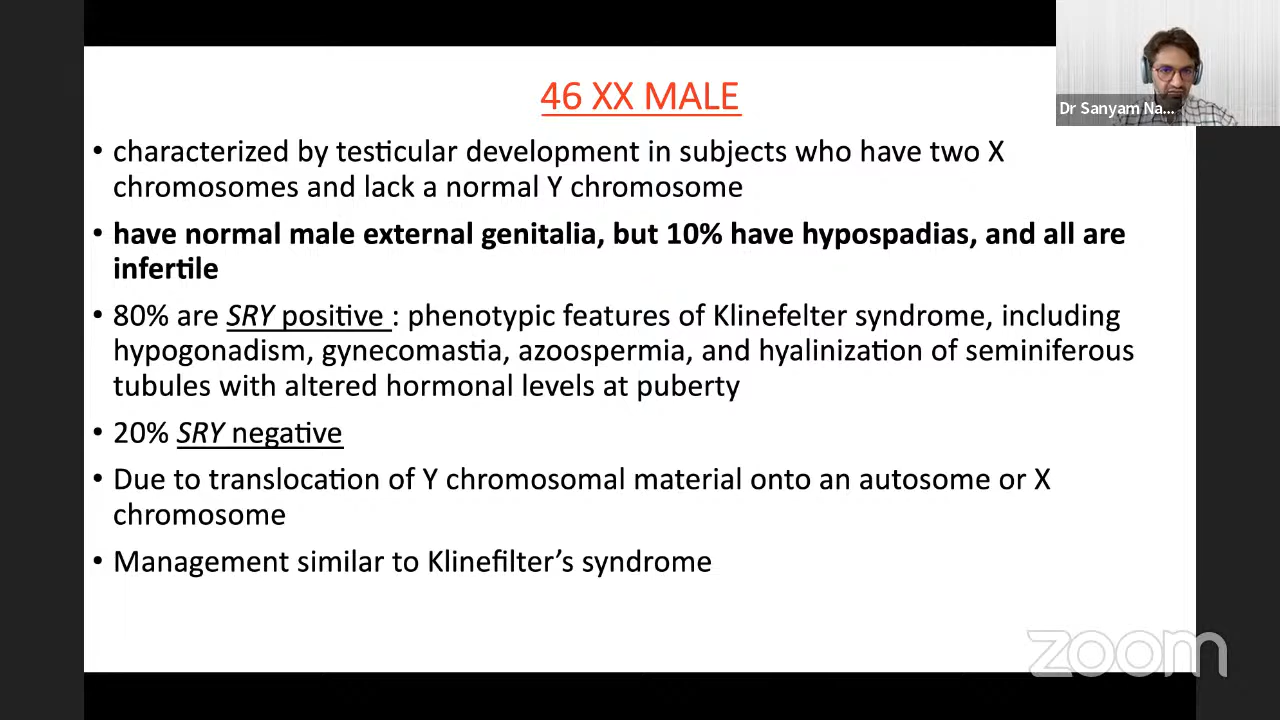 46 XX MALE
Dr Sanyam Na...
• characterized by testicular development in subjects who have two X
chromosomes and lack a normal Y chromosome
• have normal male external genitalia, but 10% have hypospadias, and all are
infertile
• 80% are SRY positive : phenotypic features of Klinefelter syndrome, including
hypogonadism, gynecomastia, azoospermia, and hyalinization of seminiferous
tubules with altered hormonal levels at puberty
• 20% SRY negative
• Due to translocation of Y chromosomal material onto an autosome or X
chromosome
• Management similar to Klinefilter’s syndrome
zoom